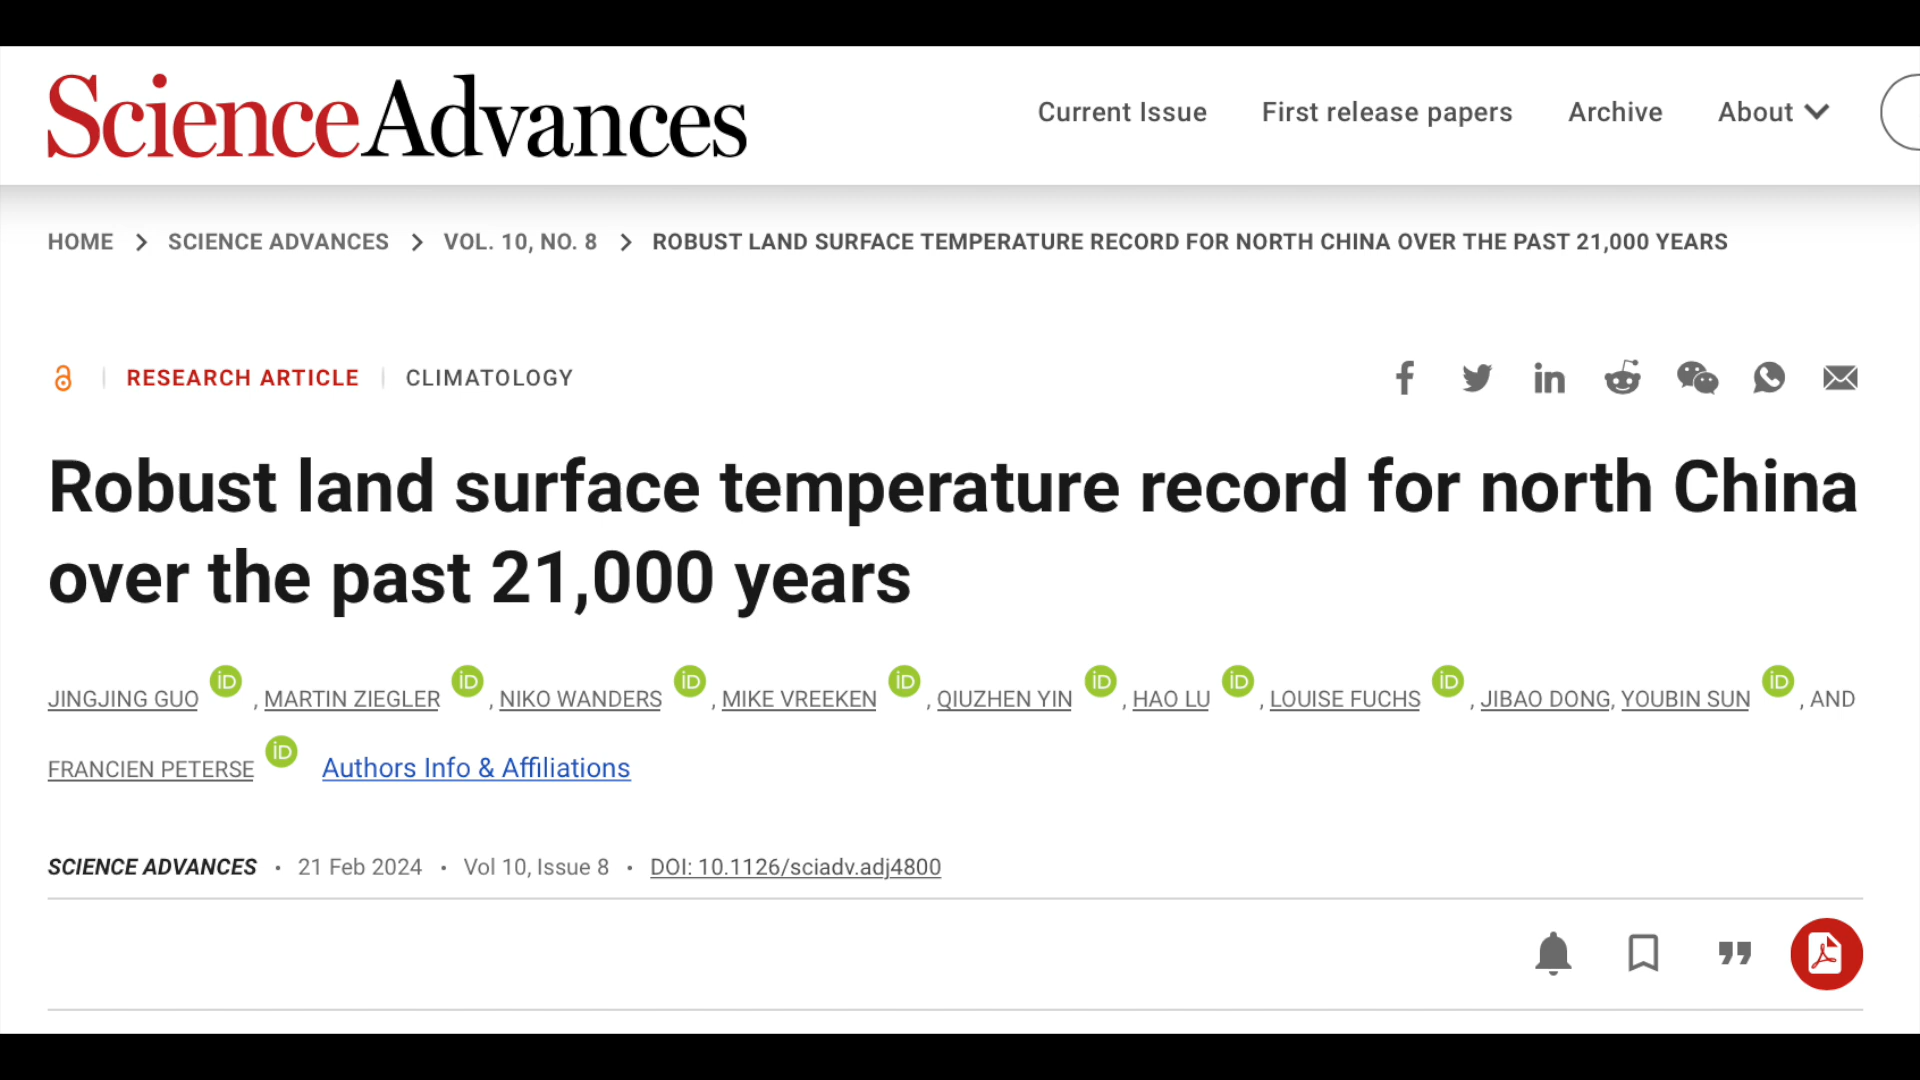 ScienceAdvances
Current Issue First release papers Archive About
HOME > SCIENCE ADVANCES > VOL. 10, NO. 8 > ROBUST LAND SURFACE TEMPERATURE RECORD FOR NORTH CHINA OVER THE PAST 21,000 YEARS
RESEARCH ARTICLE | CLIMATOLOGY
Robust land surface temperature record for north China
over the past 21,000 years
JINGJING GUO iD , MARTIN ZIEGLER iD , NIKO WANDERS iD , MIKE VREEKEN iD , QIUZHEN YIN iD , HAO LU iD , LOUISE FUCHS iD , JIBAO DONG, YOUBIN SUN iD , AND
FRANCIEN PETERSE iD Authors Info & Affiliations
SCIENCE ADVANCES • 21 Feb 2024 • Vol 10, Issue 8 • DOI: 10.1126/sciadv.adj4800